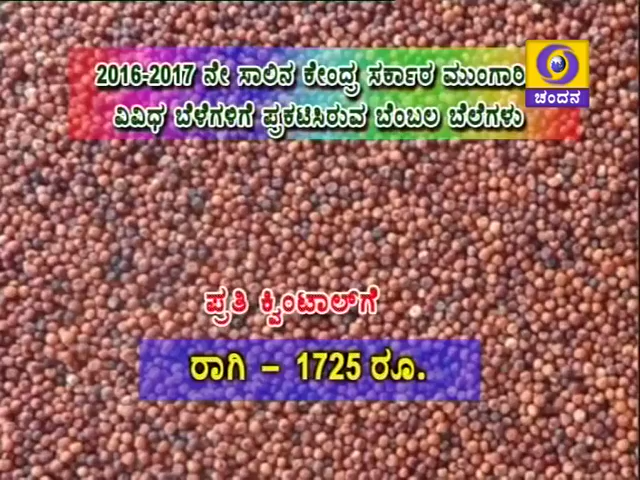 2016-2017 ನೇ ಸಾಲಿನ ಕೇಂದ್ರ ಸರ್ಕಾರ ಮುಂಗಾರಿ
ವಿವಿಧ ಬೆಳೆಗಳಿಗೆ ಪ್ರಕಟಿಸಿರುವ ಬೆಂಬಲ ಬೆಲೆಗಳು
ಚಂದನ
ಪ್ರತಿ ಕ್ವಿಂಟಾಲ್‌ಗೆ
ರಾಗಿ – 1725 ರೂ.